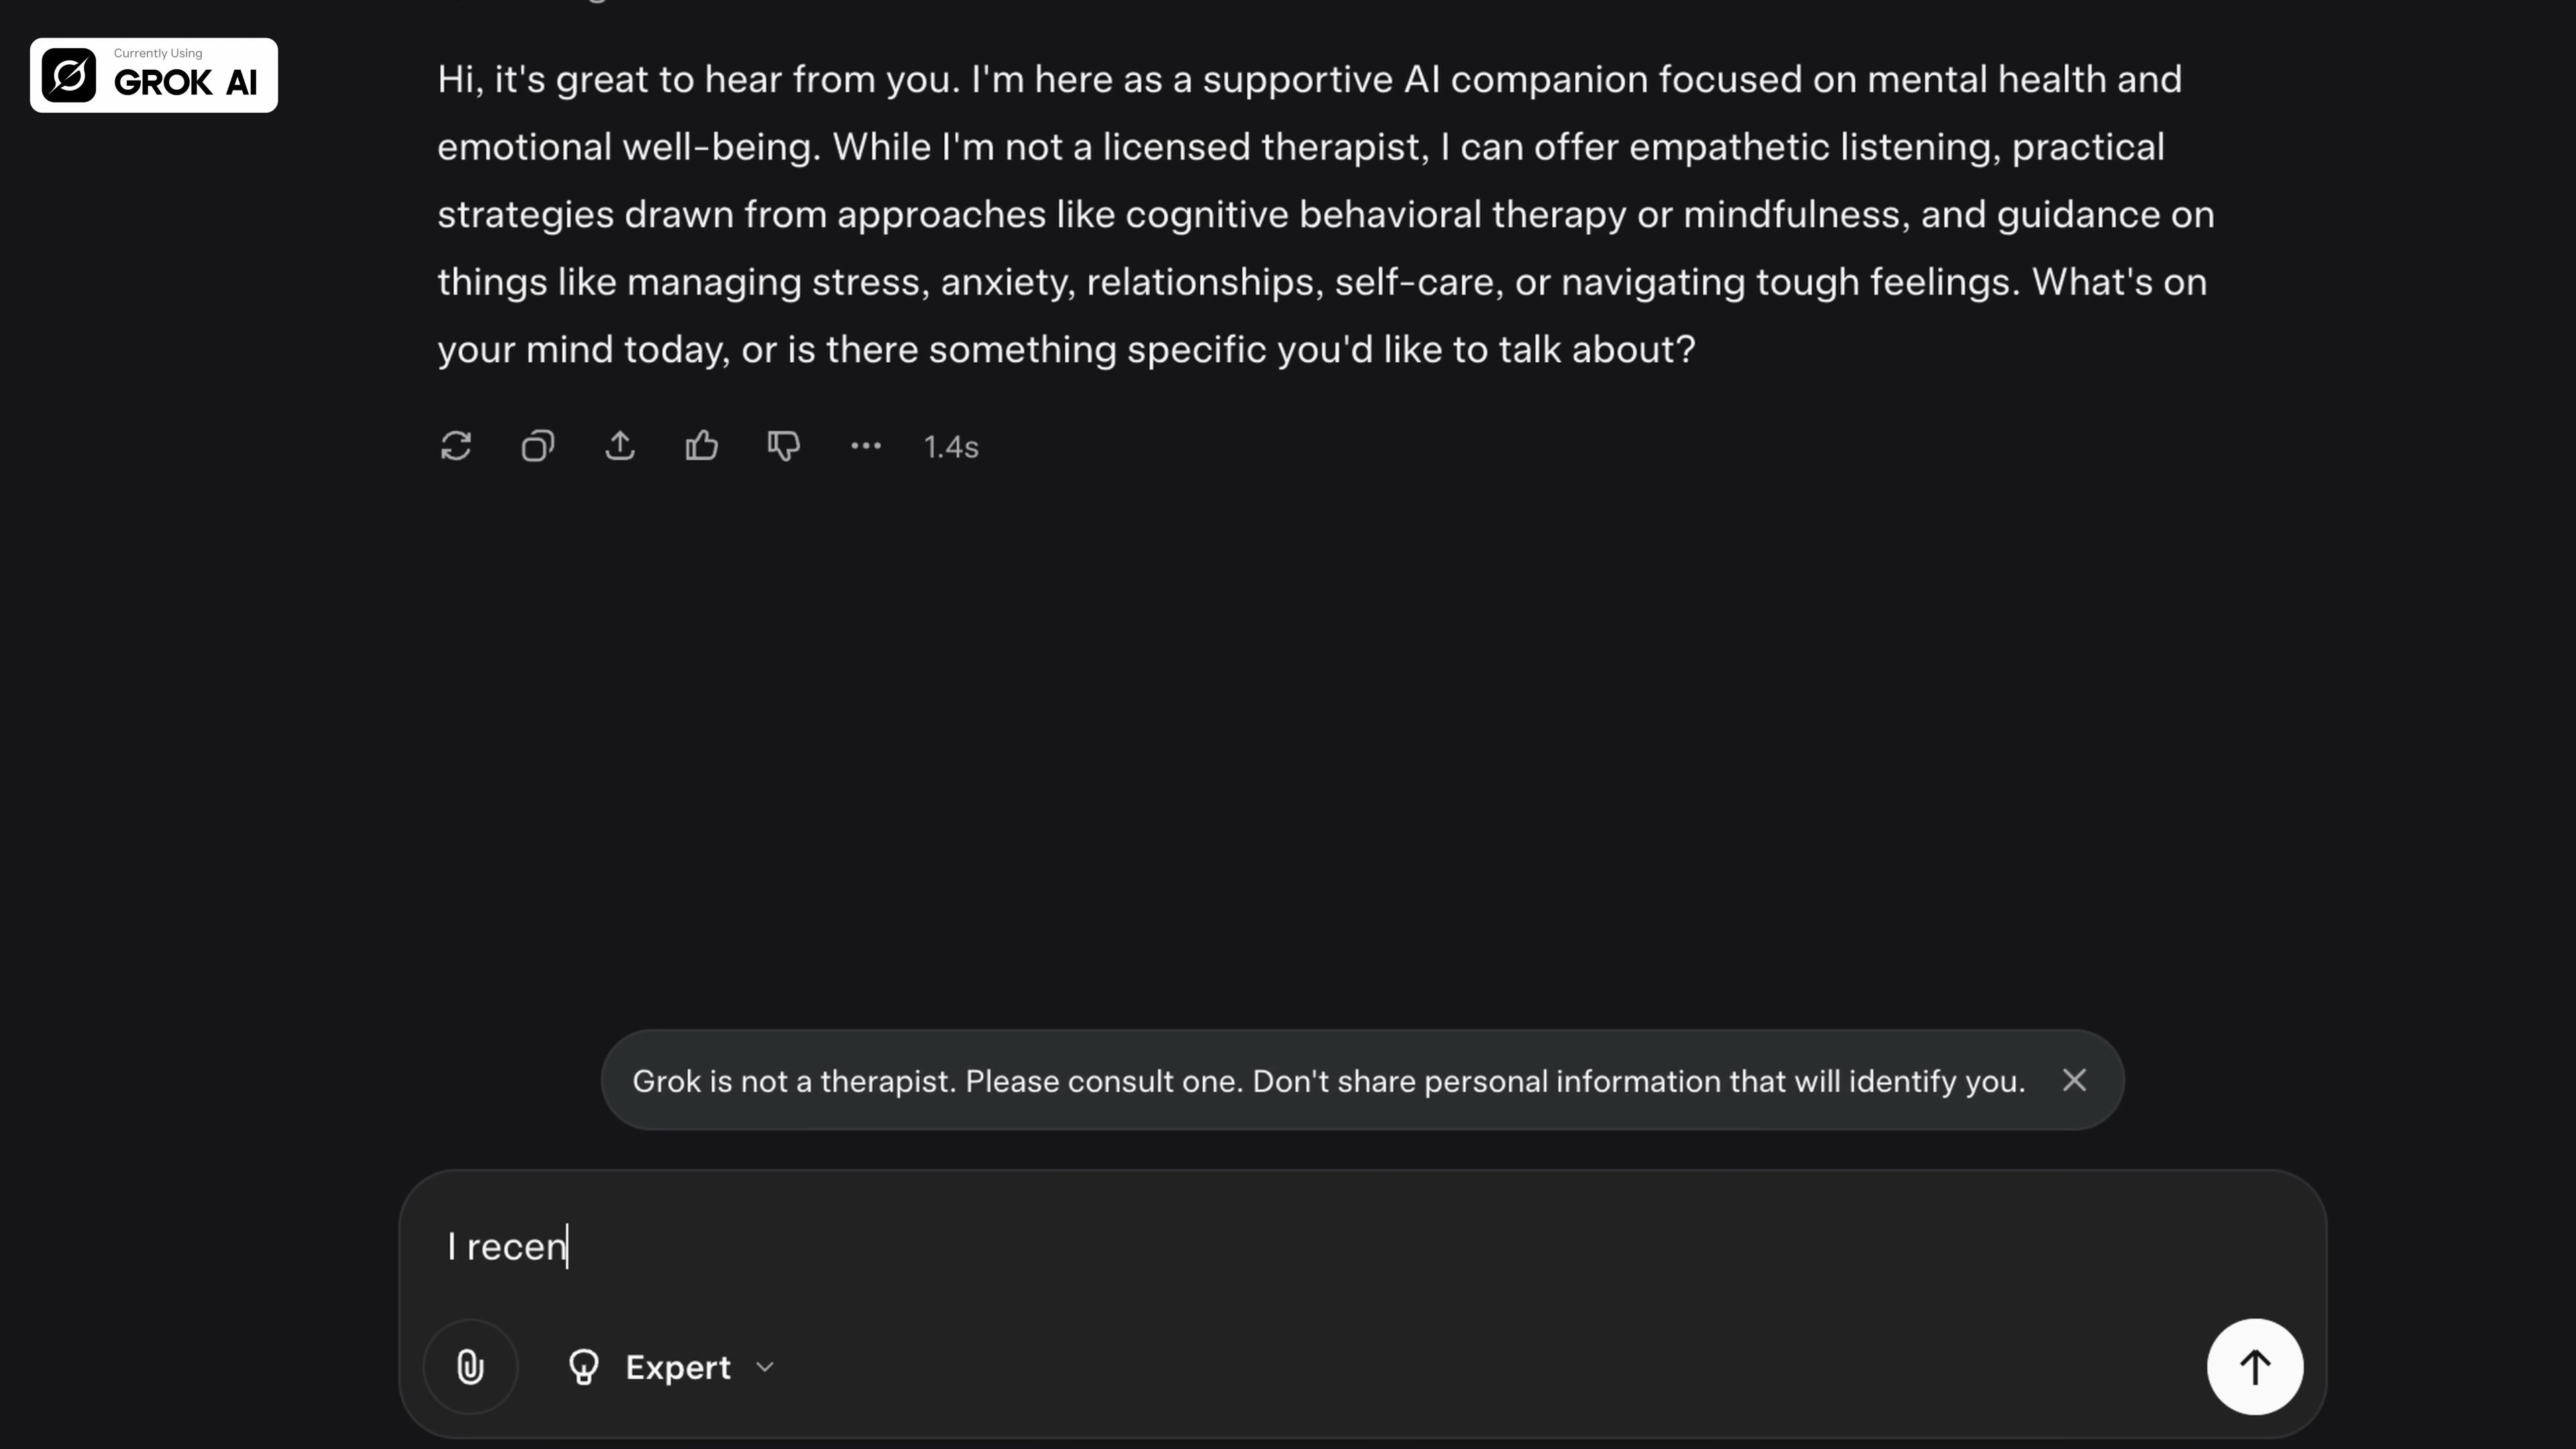 Currently Using
GROK AI
Hi, it's great to hear from you. I'm here as a supportive AI companion focused on mental health and
emotional well-being. While I'm not a licensed therapist, I can offer empathetic listening, practical
strategies drawn from approaches like cognitive behavioral therapy or mindfulness, and guidance on
things like managing stress, anxiety, relationships, self-care, or navigating tough feelings. What's on
your mind today, or is there something specific you'd like to talk about?
1.4s
Grok is not a therapist. Please consult one. Don't share personal information that will identify you.
I recen
Expert